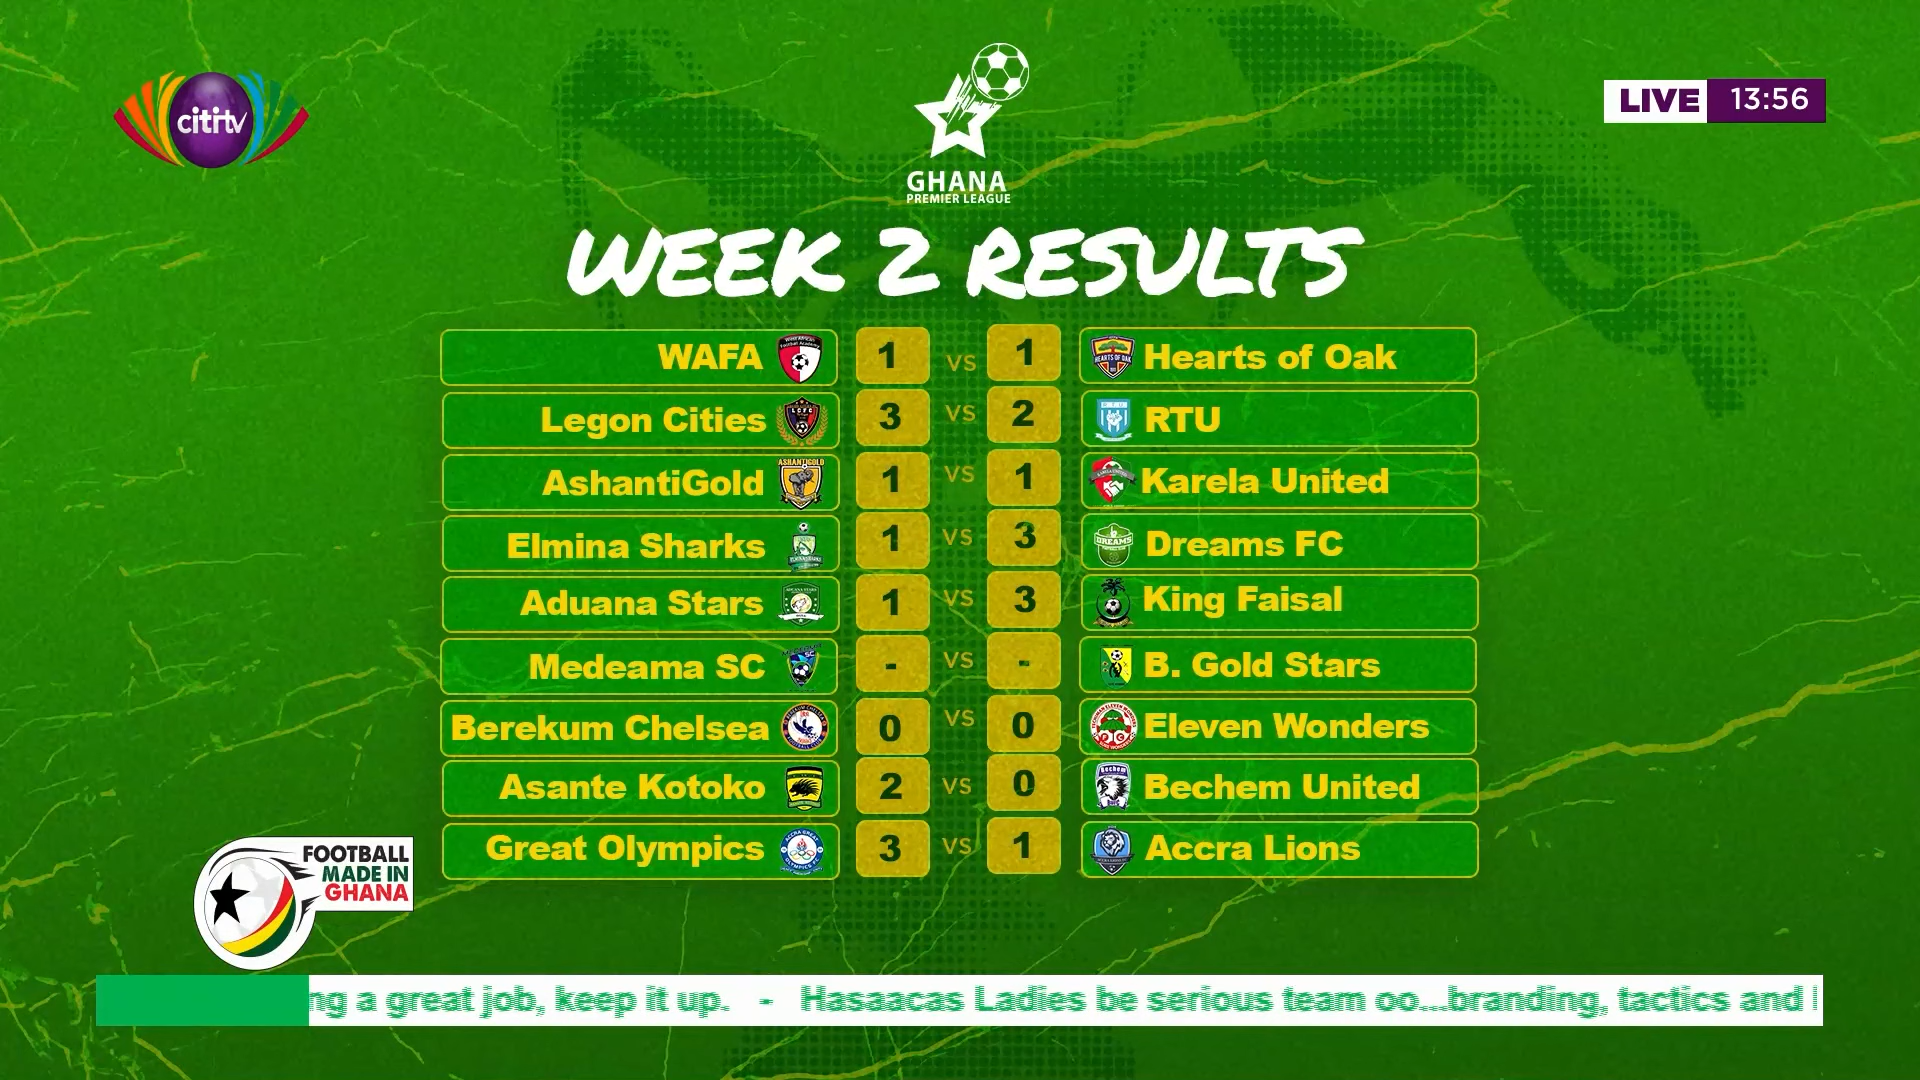 citi tv
LIVE 13:56
GHANA
PREMIER LEAGUE
WEEK 2 RESULTS
WAFA 1 VS 1 Hearts of Oak
Legon Cities 3 VS 2 RTU
AshantiGold 1 VS 1 Karela United
Elmina Sharks 1 VS 3 Dreams FC
Aduana Stars 1 VS 3 King Faisal
Medeama SC - VS - B. Gold Stars
Berekum Chelsea 0 VS 0 Eleven Wonders
Asante Kotoko 2 VS 0 Bechem United
Great Olympics 3 VS 1 Accra Lions
FOOTBALL
MADE IN
GHANA
ng a great job, keep it up. - Hasaacas Ladies be serious team oo...branding, tactics and